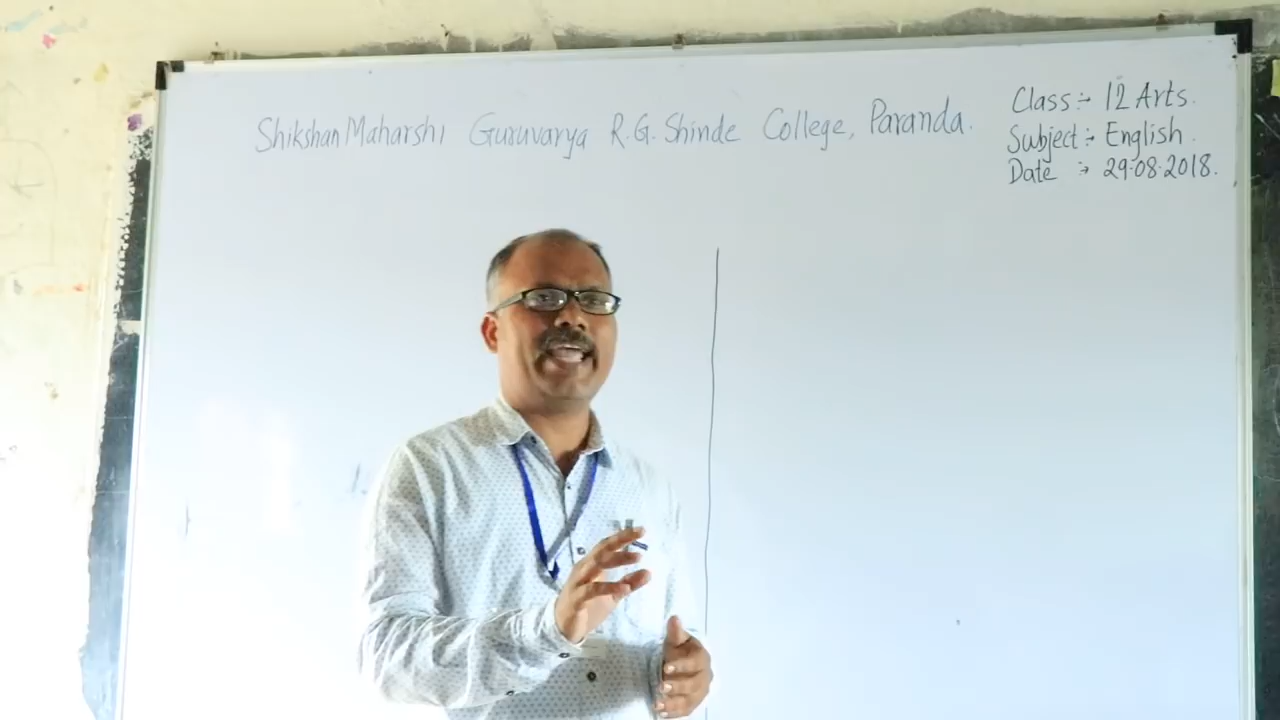 Shikshan Maharshi Guruvarya R.G. Shinde College, Paranda.
Class :- 12 Arts.
Subject :- English.
Date :- 29.08.2018.